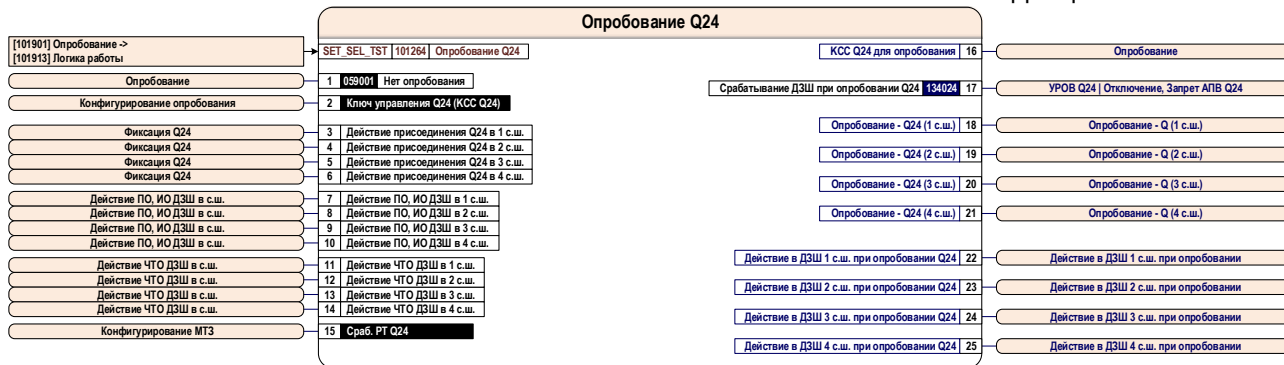 Опробование Q24
[101901] Опробование ->
[101913] Логика работы
SET_SEL_TST 101264 Опробование Q24
КСС Q24 для опробования 16 Опробование
Опробование 1 059001 Нет опробования
Срабатывание ДЗШ при опробовании Q24 134024 17 УРОВ Q24 | Отключение, Запрет АПВ Q24
Конфигурирование опробования 2 Ключ управления Q24 (КСС Q24)
Опробование - Q24 (1 с.ш.) 18 Опробование - Q (1 с.ш.)
Фиксация Q24 3 Действие присоединения Q24 в 1 с.ш.
Фиксация Q24 4 Действие присоединения Q24 в 2 с.ш.
Опробование - Q24 (2 с.ш.) 19 Опробование - Q (2 с.ш.)
Фиксация Q24 5 Действие присоединения Q24 в 3 с.ш.
Фиксация Q24 6 Действие присоединения Q24 в 4 с.ш.
Опробование - Q24 (3 с.ш.) 20 Опробование - Q (3 с.ш.)
Действие ПО, ИО ДЗШ в с.ш. 7 Действие ПО, ИО ДЗШ в 1 с.ш.
Действие ПО, ИО ДЗШ в с.ш. 8 Действие ПО, ИО ДЗШ в 2 с.ш.
Опробование - Q24 (4 с.ш.) 21 Опробование - Q (4 с.ш.)
Действие ПО, ИО ДЗШ в с.ш. 9 Действие ПО, ИО ДЗШ в 3 с.ш.
Действие ПО, ИО ДЗШ в с.ш. 10 Действие ПО, ИО ДЗШ в 4 с.ш.
Действие в ДЗШ 1 с.ш. при опробовании Q24 22 Действие в ДЗШ 1 с.ш. при опробовании
Действие ЧТО ДЗШ в с.ш. 11 Действие ЧТО ДЗШ в 1 с.ш.
Действие ЧТО ДЗШ в с.ш. 12 Действие ЧТО ДЗШ в 2 с.ш.
Действие в ДЗШ 2 с.ш. при опробовании Q24 23 Действие в ДЗШ 2 с.ш. при опробовании
Действие ЧТО ДЗШ в с.ш. 13 Действие ЧТО ДЗШ в 3 с.ш.
Действие ЧТО ДЗШ в с.ш. 14 Действие ЧТО ДЗШ в 4 с.ш.
Действие в ДЗШ 3 с.ш. при опробовании Q24 24 Действие в ДЗШ 3 с.ш. при опробовании
Конфигурирование МТЗ 15 Сраб. РТ Q24
Действие в ДЗШ 4 с.ш. при опробовании Q24 25 Действие в ДЗШ 4 с.ш. при опробовании